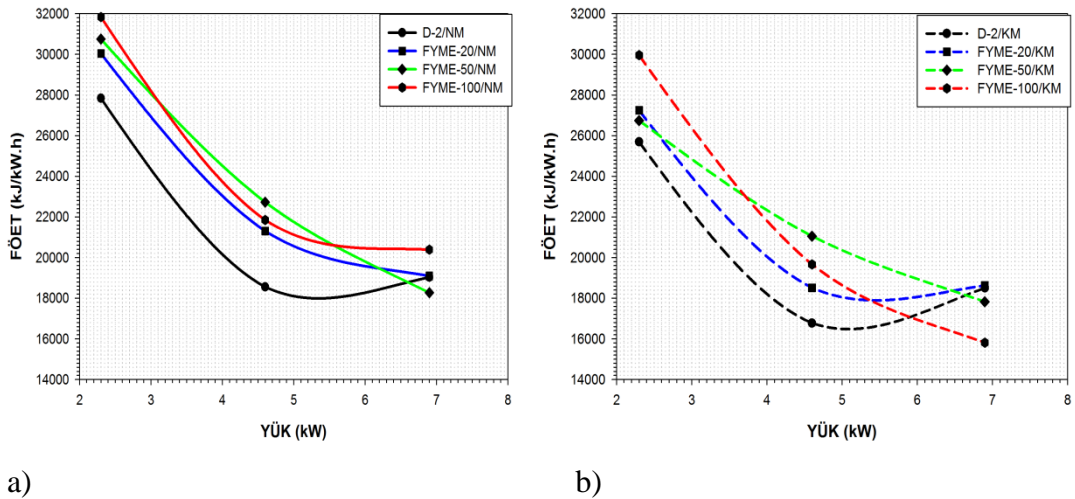 32000
30000
28000
26000
24000
22000
20000
18000
16000
14000
FÖET (kJ/kW.h)
D-2/NM
FYME-20/NM
FYME-50/NM
FYME-100/NM
2 3 4 5 6 7 8
YÜK (kW)
a)
32000
30000
28000
26000
24000
22000
20000
18000
16000
14000
FÖET (kJ/kW.h)
D-2/KM
FYME-20/KM
FYME-50/KM
FYME-100/KM
2 3 4 5 6 7 8
YÜK (kW)
b)